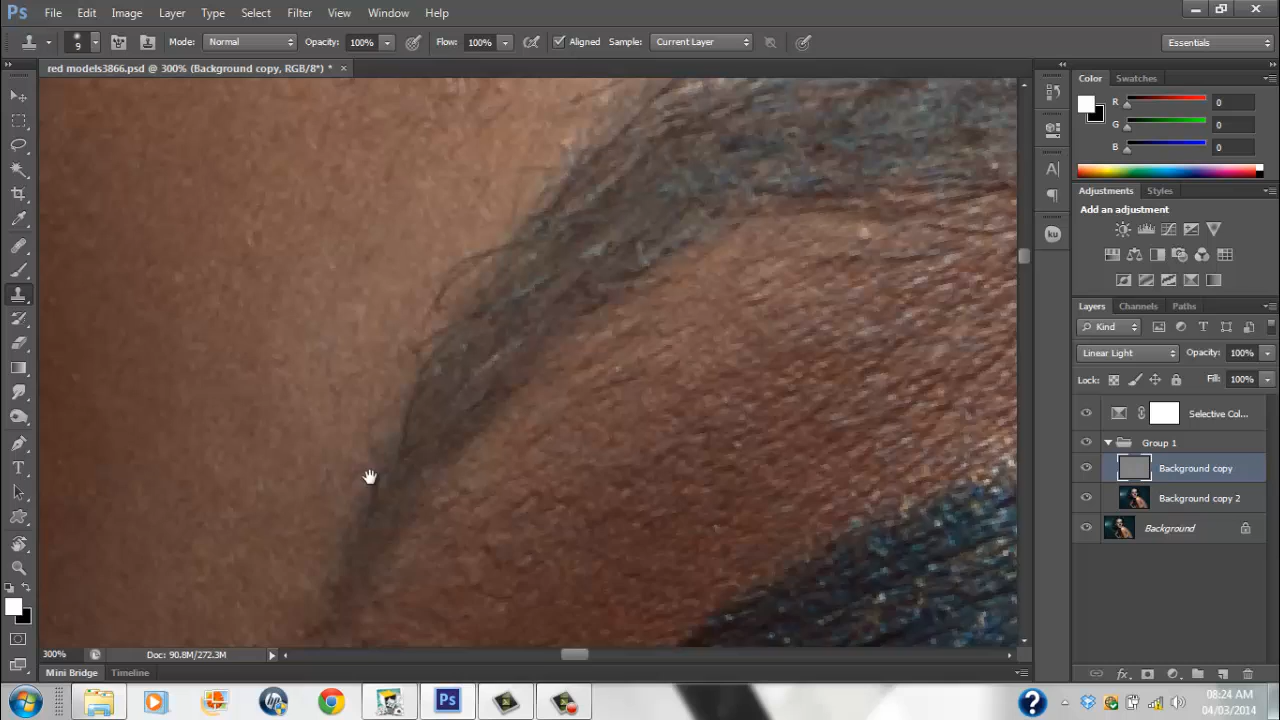 Ps File Edit Image Layer Type Select Filter View Window Help
9 Mode: Normal Opacity: 100% Flow: 100% Aligned Sample: Current Layer Essentials
red models3866.psd @ 300% (Background copy, RGB/8*) * ×
Color Swatches
R 0
G 0
B 0
Adjustments Styles
Add an adjustment
ku
Layers Channels Paths
Kind
Linear Light Opacity: 100%
Lock: Fill: 100%
Selective Col...
Group 1
Background copy
Background copy 2
Background
300% Doc: 90.8M/272.3M
Mini Bridge Timeline
08:24 AM
04/03/2014